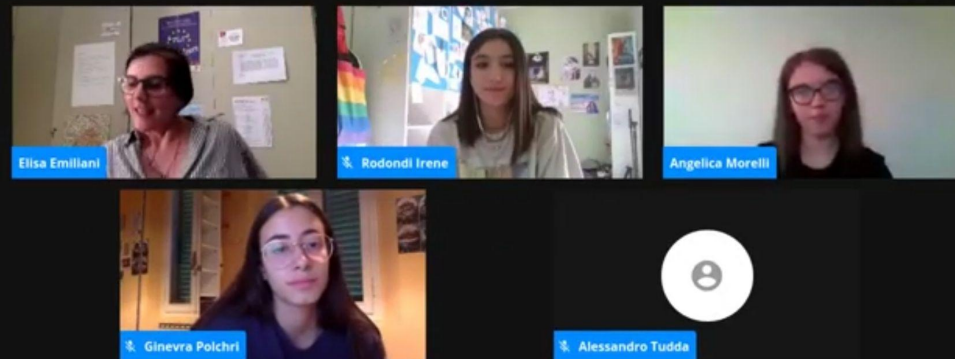 Elisa Emiliani
Rodondi Irene
Angelica Morelli
Ginevra Polchri
Alessandro Tudda